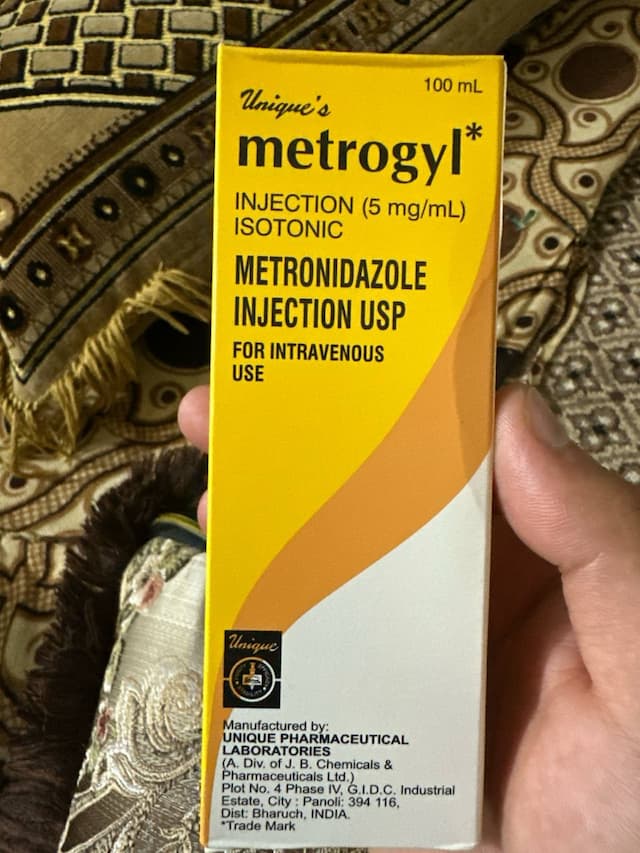 100 mL
Unique's
metrogyl*
INJECTION (5 mg/mL)
ISOTONIC
METRONIDAZOLE
INJECTION USP
FOR INTRAVENOUS
USE
Unique
Manufactured by:
UNIQUE PHARMACEUTICAL
LABORATORIES
(A. Div. of J. B. Chemicals &
Pharmaceuticals Ltd.)
Plot No. 4 Phase IV, G.I.D.C. Industrial
Estate, City : Panoli: 394 116,
Dist: Bharuch, INDIA.
*Trade Mark